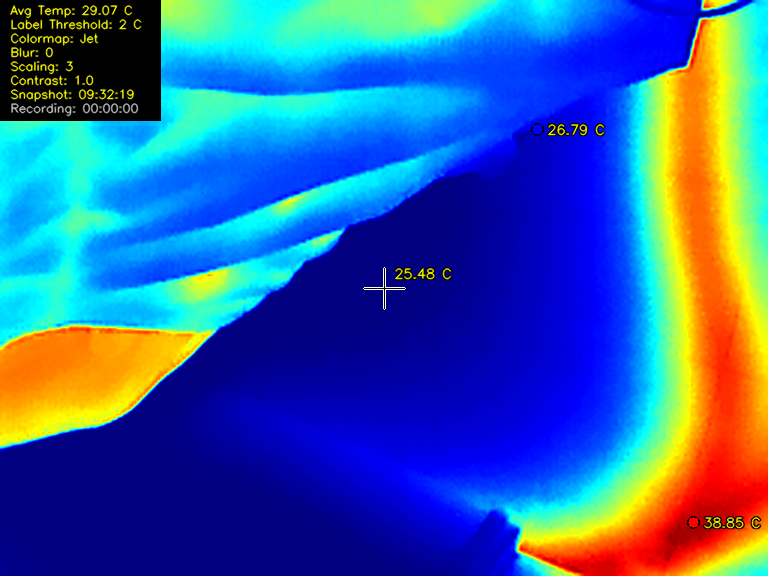 Avg Temp: 29.07 C
Label Threshold: 2 C
Colormap: Jet
Blur: 0
Scaling: 3
Contrast: 1.0
Snapshot: 09:32:19
Recording: 00:00:00
26.79 C
25.48 C
38.85 C